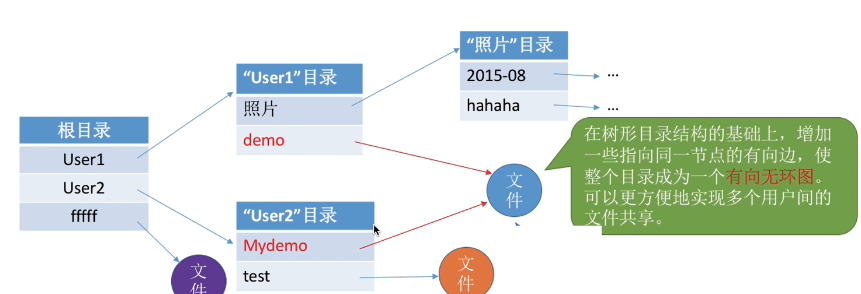 “照片”目录
2015-08
...
hahaha
...
“User1”目录
照片
demo
根目录
User1
User2
fffff
文
件
“User2”目录
Mydemo
test
文
件
文
件
在树形目录结构的基础上，增加
一些指向同一节点的有向边，使
整个目录成为一个有向无环图。
可以更方便地实现多个用户间的
文件共享。